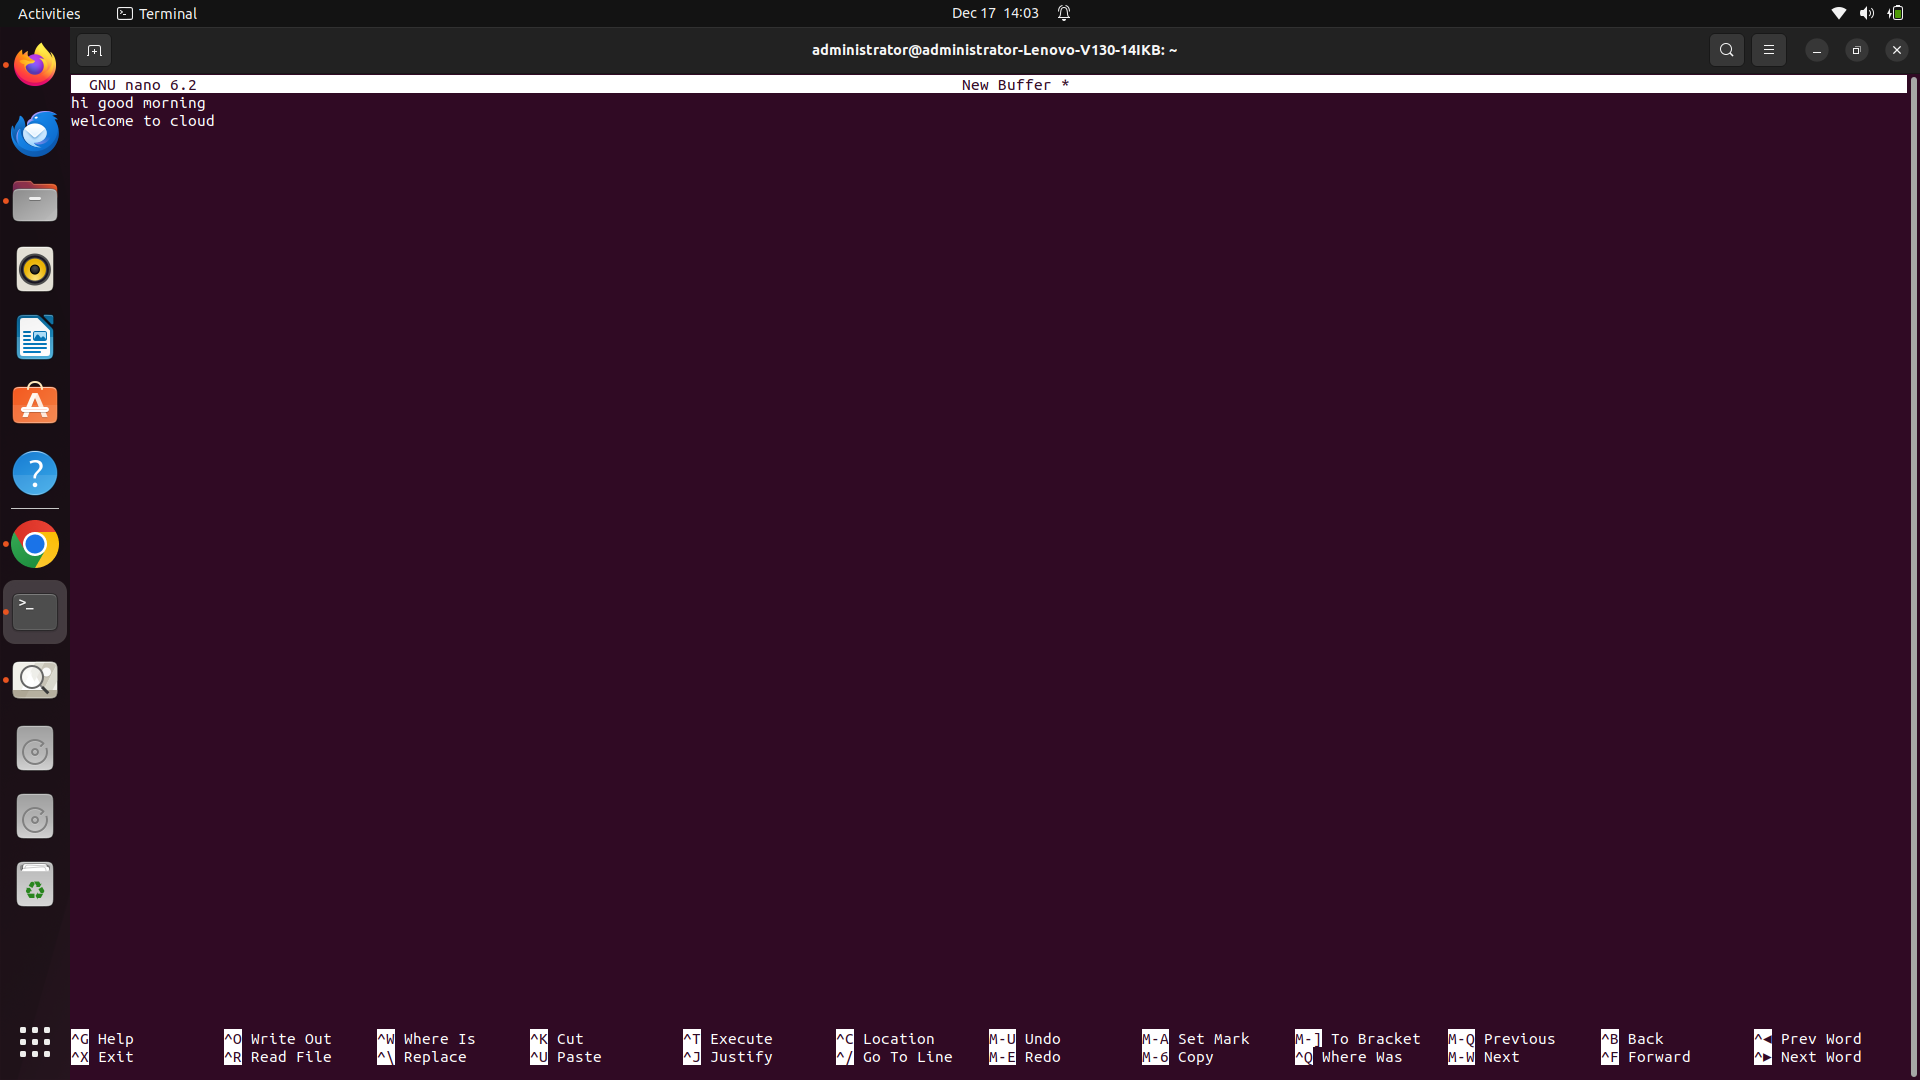 Activities Terminal Dec 17 14:03
administrator@administrator-Lenovo-V130-14IKB: ~
GNU nano 6.2 New Buffer *
hi good morning
welcome to cloud
>_
?
^G Help ^O Write Out ^W Where Is ^K Cut ^T Execute ^C Location M-U Undo M-A Set Mark M-] To Bracket M-Q Previous ^B Back ^◀ Prev Word
^X Exit ^R Read File ^\ Replace ^U Paste ^J Justify ^/ Go To Line M-E Redo M-6 Copy ^Q Where Was M-W Next ^F Forward ^▶ Next Word